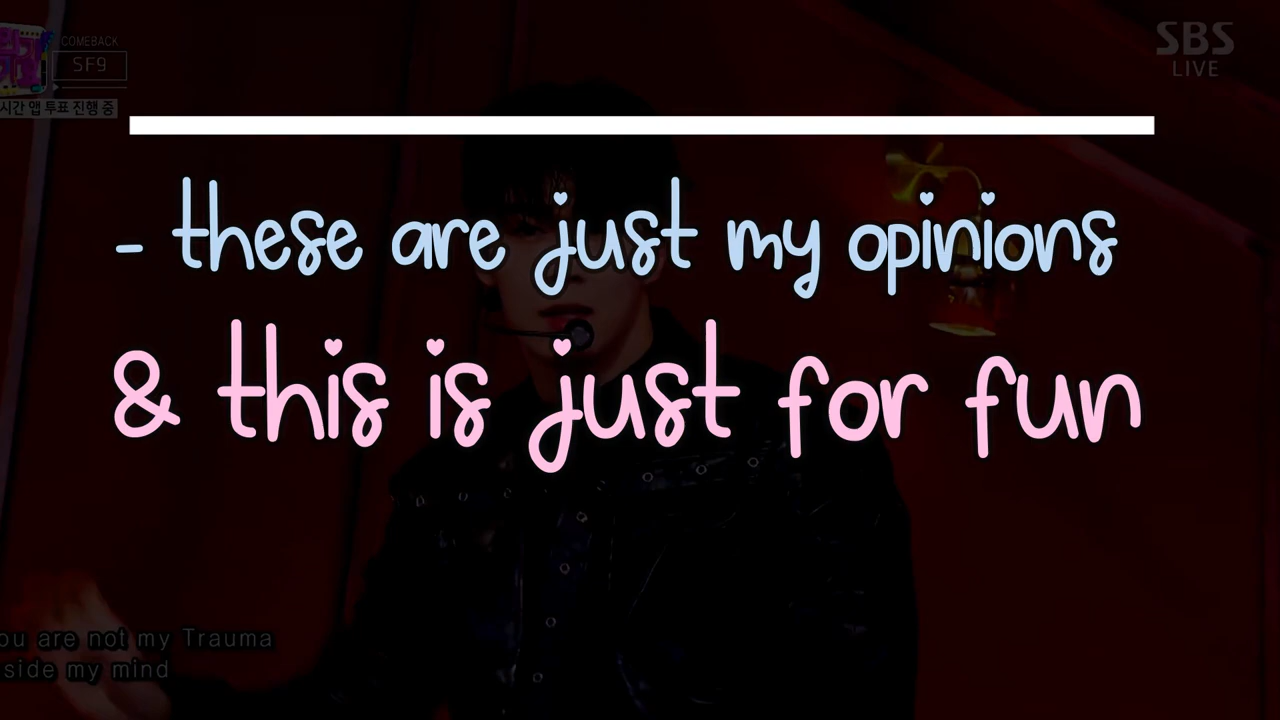 COMEBACK
SF9
시간 앱 투표 진행 중
SBS
LIVE
- these are just my opinions
& this is just for fun
ou are not my Trauma
side my mind